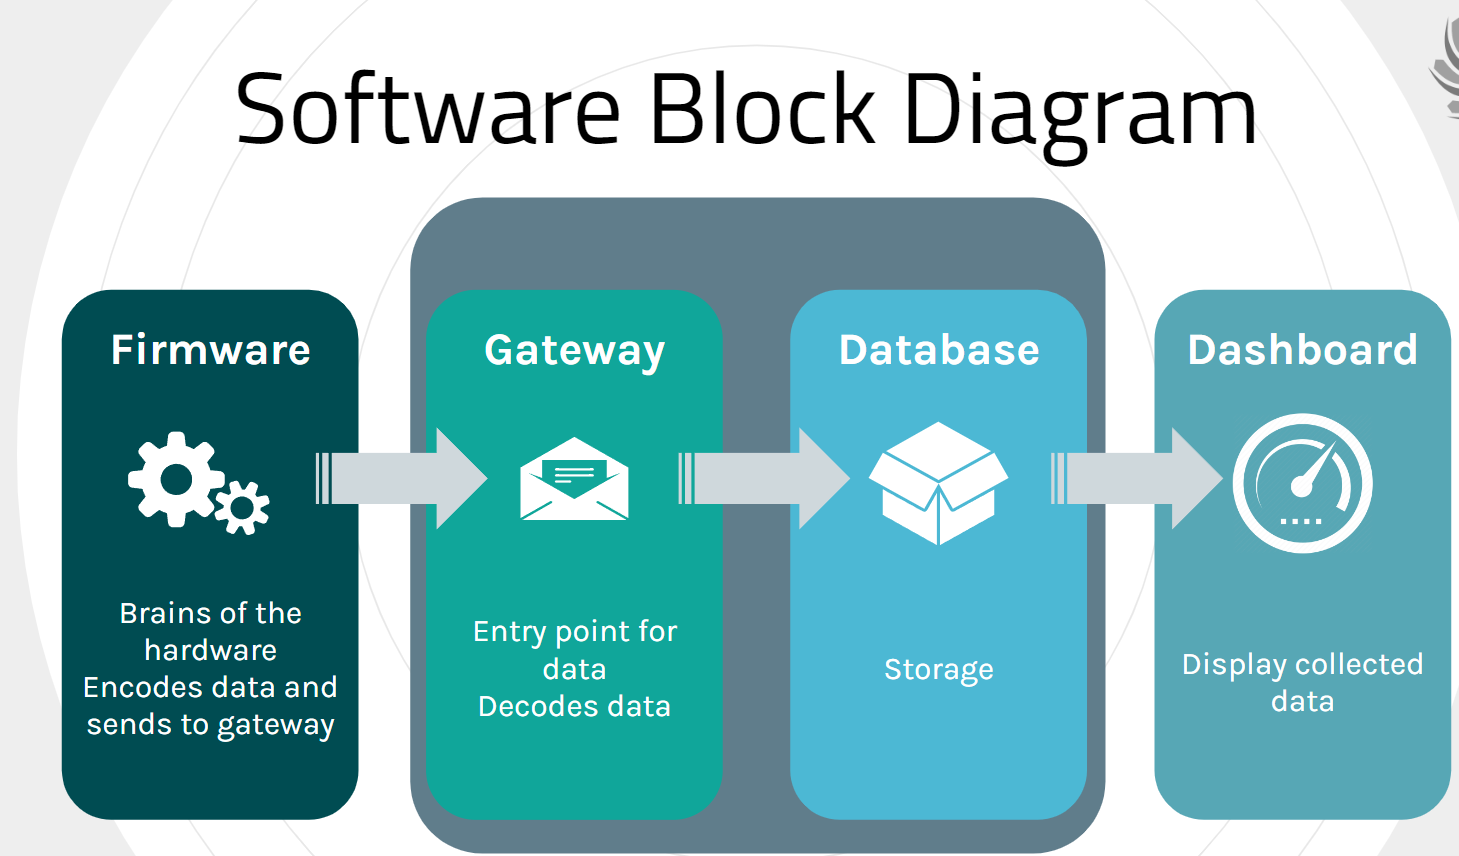 Software Block Diagram
Firmware
Brains of the
hardware
Encodes data and
sends to gateway
Gateway
Entry point for
data
Decodes data
Database
Storage
Dashboard
Display collected
data